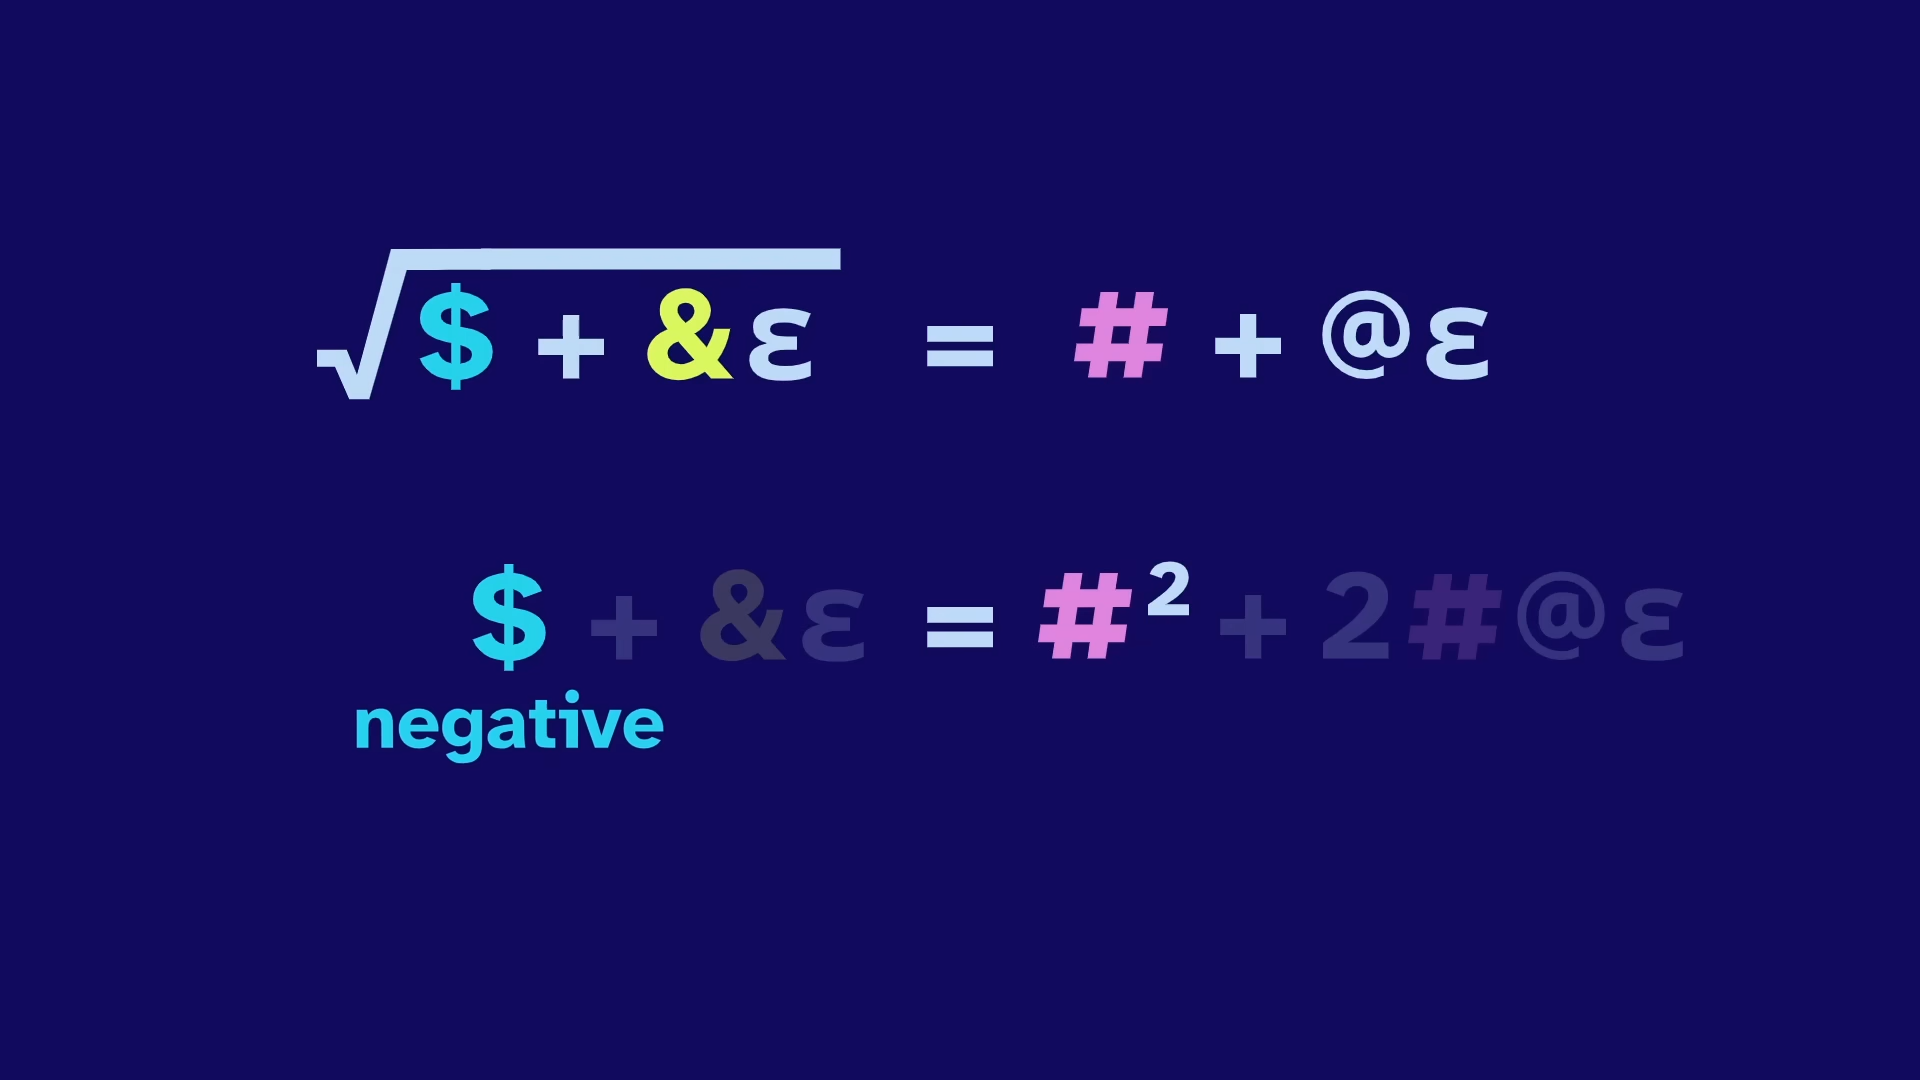 √$ + &ε = # + @ε
$ + &ε = #² + 2#@ε
negative